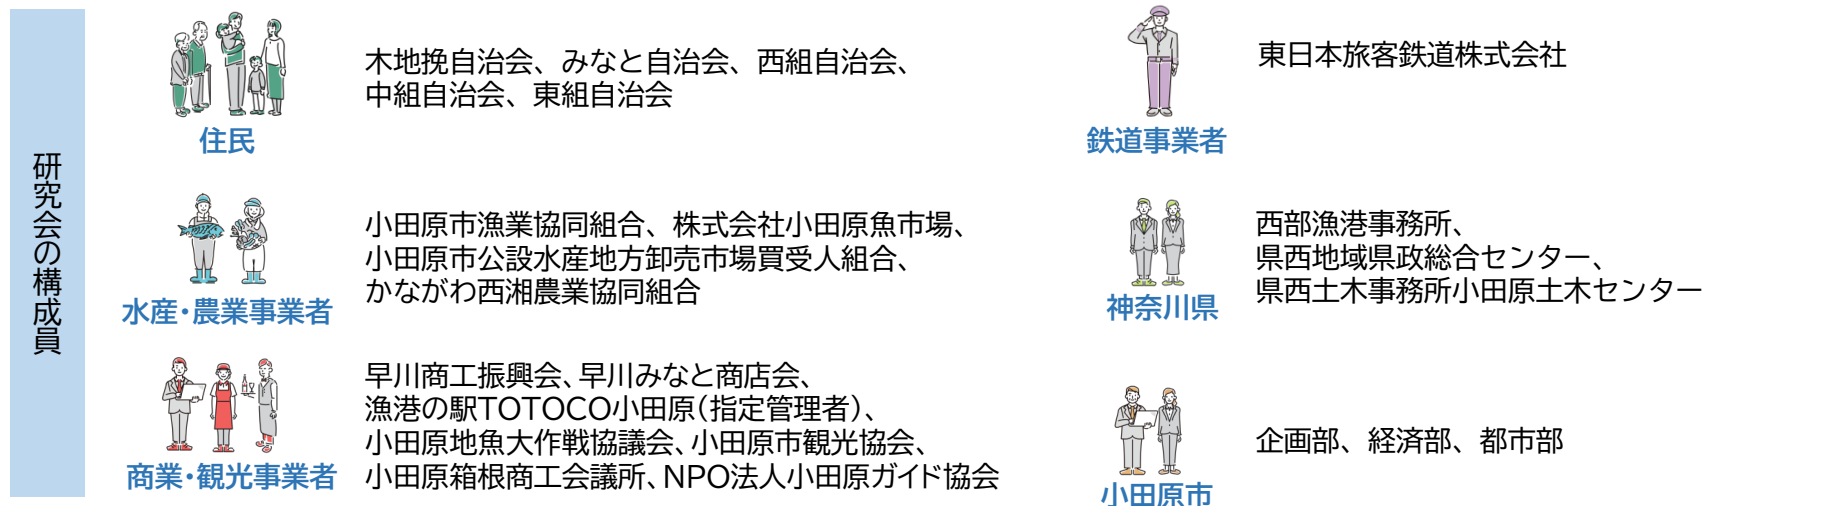 研究会の構成員
住民
木地挽自治会、みなと自治会、西組自治会、
中組自治会、東組自治会
水産・農業事業者
小田原市漁業協同組合、株式会社小田原魚市場、
小田原市公設水産地方卸売市場買受人組合、
かながわ西湘農業協同組合
商業・観光事業者
早川商工振興会、早川みなと商店会、
漁港の駅TOTOCO小田原(指定管理者)、
小田原地魚大作戦協議会、小田原市観光協会、
小田原箱根商工会議所、NPO法人小田原ガイド協会
鉄道事業者
東日本旅客鉄道株式会社
神奈川県
西部漁港事務所、
県西地域県政総合センター、
県西土木事務所小田原土木センター
小田原市
企画部、経済部、都市部